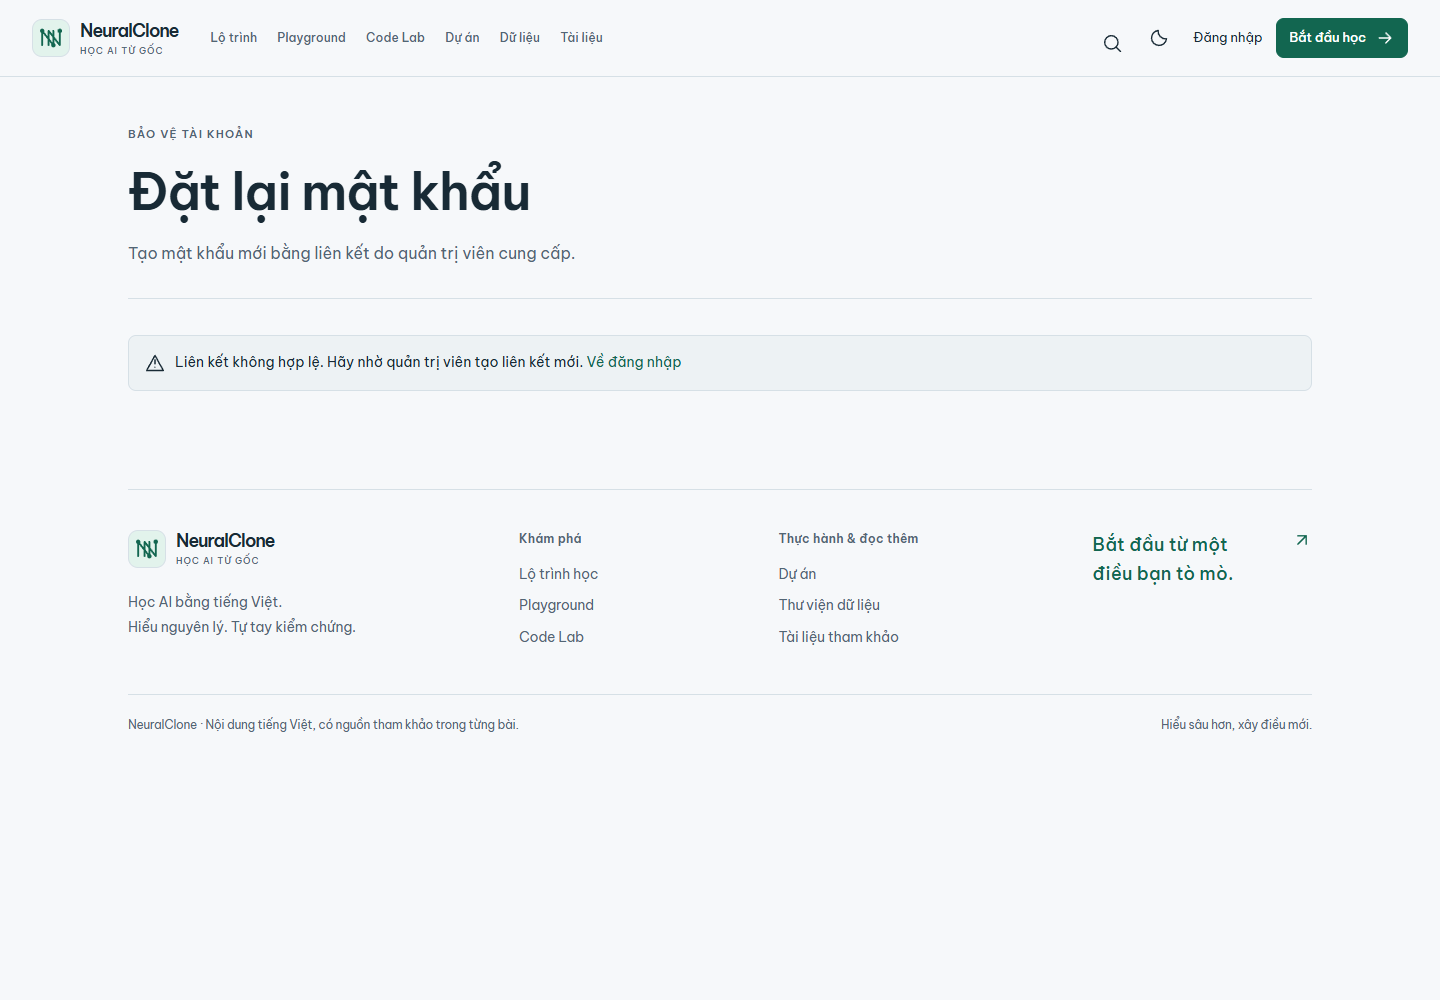 NeuralClone
HỌC AI TỪ GỐC
Lộ trình
Playground
Code Lab
Dự án
Dữ liệu
Tài liệu
Đăng nhập
Bắt đầu học
BẢO VỆ TÀI KHOẢN
Đặt lại mật khẩu
Tạo mật khẩu mới bằng liên kết do quản trị viên cung cấp.
Liên kết không hợp lệ. Hãy nhờ quản trị viên tạo liên kết mới. Về đăng nhập
NeuralClone
HỌC AI TỪ GỐC
Học AI bằng tiếng Việt.
Hiểu nguyên lý. Tự tay kiểm chứng.
Khám phá
Lộ trình học
Playground
Code Lab
Thực hành & đọc thêm
Dự án
Thư viện dữ liệu
Tài liệu tham khảo
Bắt đầu từ một
điều bạn tò mò.
NeuralClone · Nội dung tiếng Việt, có nguồn tham khảo trong từng bài.
Hiểu sâu hơn, xây điều mới.